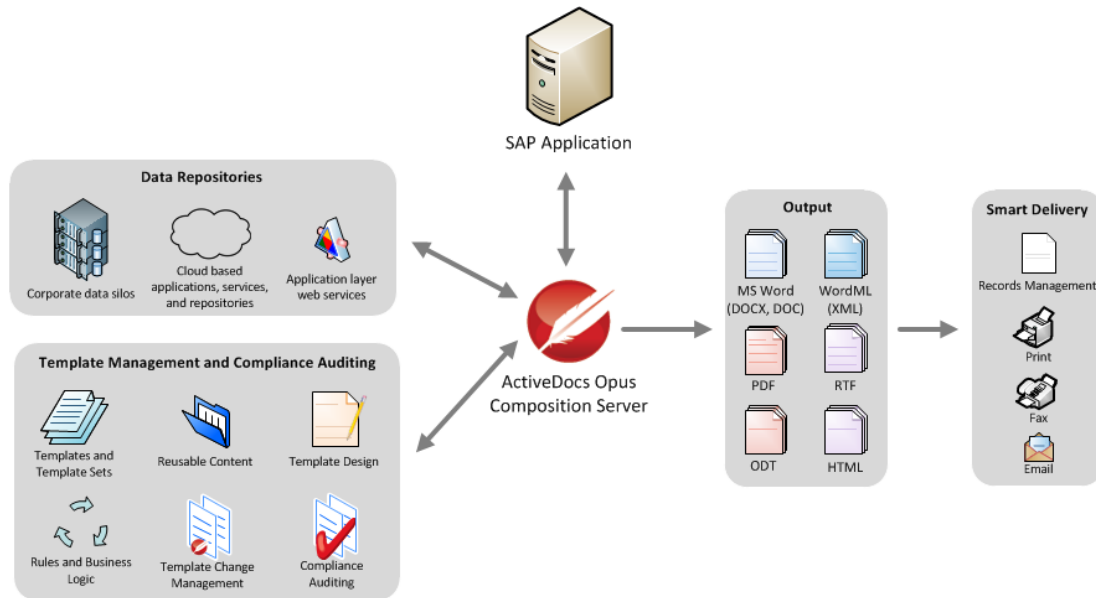 SAP Application
Data Repositories
Corporate data silos
Cloud based
applications, services,
and repositories
Application layer
web services
Template Management and Compliance Auditing
Templates and
Template Sets
Reusable Content
Template Design
Rules and Business
Logic
Template Change
Management
Compliance
Auditing
ActiveDocs Opus
Composition Server
Output
MS Word
(DOCX, DOC)
WordML
(XML)
PDF
RTF
ODT
HTML
Smart Delivery
Records Management
Print
Fax
Email